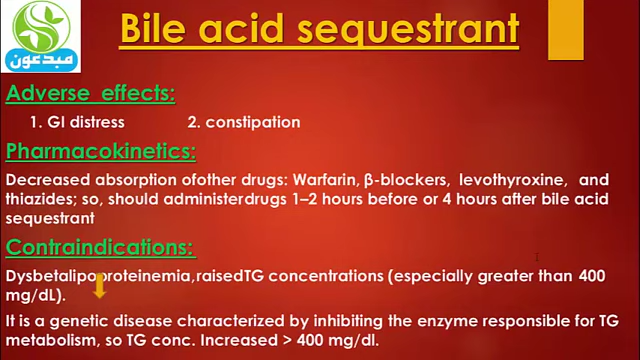 Bile acid sequestrant
مبدعون
Adverse effects:
1. GI distress 2. constipation
Pharmacokinetics:
Decreased absorption ofother drugs: Warfarin, β-blockers, levothyroxine, and
thiazides; so, should administerdrugs 1–2 hours before or 4 hours after bile acid
sequestrant
Contraindications:
Dysbetalipoproteinemia,raisedTG concentrations (especially greater than 400
mg/dL).
It is a genetic disease characterized by inhibiting the enzyme responsible for TG
metabolism, so TG conc. Increased > 400 mg/dl.